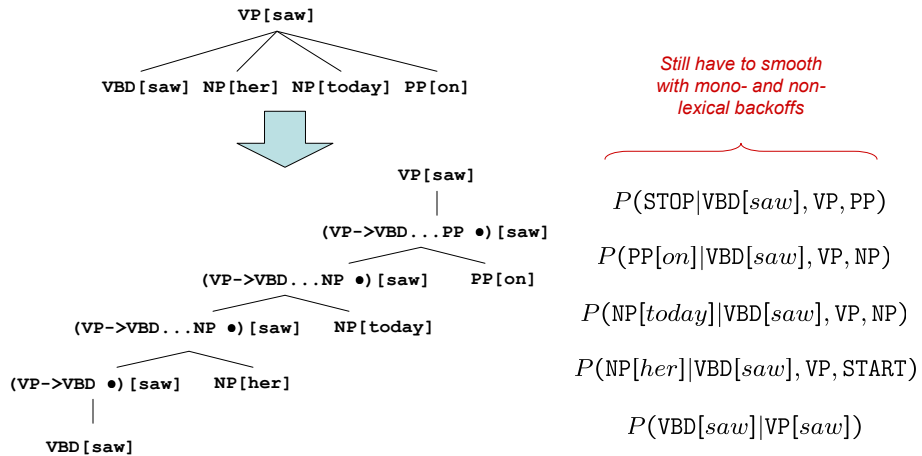 VP[saw]
VBD[saw] NP[her] NP[today] PP[on]
Still have to smooth
with mono- and non-
lexical backoffs
VP[saw]
P(STOP|VBD[saw], VP, PP)
(VP->VBD...PP •)[saw]
P(PP[on]|VBD[saw], VP, NP)
(VP->VBD...NP •)[saw] PP[on]
P(NP[today]|VBD[saw], VP, NP)
(VP->VBD...NP •)[saw] NP[today]
P(NP[her]|VBD[saw], VP, START)
(VP->VBD •)[saw] NP[her]
P(VBD[saw]|VP[saw])
VBD[saw]